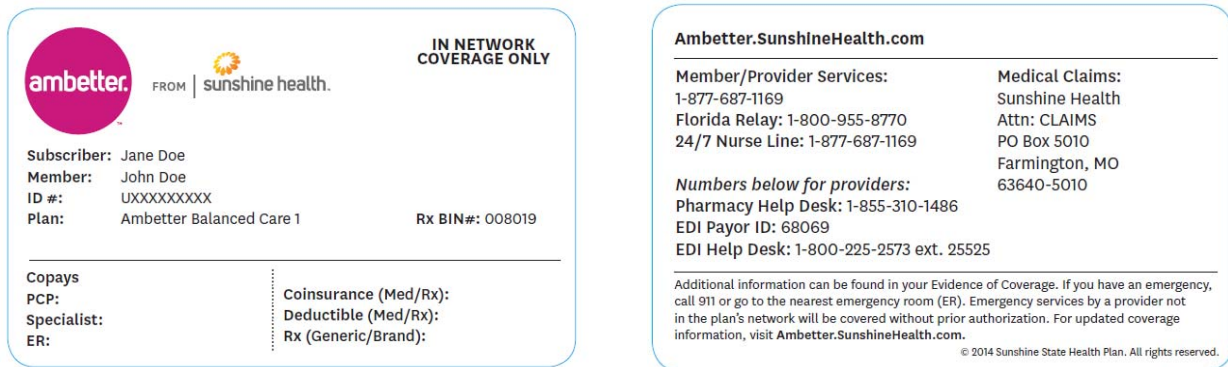 ambetter.
™
FROM | sunshine health.
IN NETWORK
COVERAGE ONLY
Subscriber: Jane Doe
Member: John Doe
ID #: UXXXXXXXXX
Plan: Ambetter Balanced Care 1
Rx BIN#: 008019
Copays
PCP:
Specialist:
ER:
Coinsurance (Med/Rx):
Deductible (Med/Rx):
Rx (Generic/Brand):
Ambetter.SunshineHealth.com
Member/Provider Services:
1-877-687-1169
Florida Relay: 1-800-955-8770
24/7 Nurse Line: 1-877-687-1169
Numbers below for providers:
Pharmacy Help Desk: 1-855-310-1486
EDI Payor ID: 68069
EDI Help Desk: 1-800-225-2573 ext. 25525
Medical Claims:
Sunshine Health
Attn: CLAIMS
PO Box 5010
Farmington, MO
63640-5010
Additional information can be found in your Evidence of Coverage. If you have an emergency,
call 911 or go to the nearest emergency room (ER). Emergency services by a provider not
in the plan's network will be covered without prior authorization. For updated coverage
information, visit Ambetter.SunshineHealth.com.
© 2014 Sunshine State Health Plan. All rights reserved.